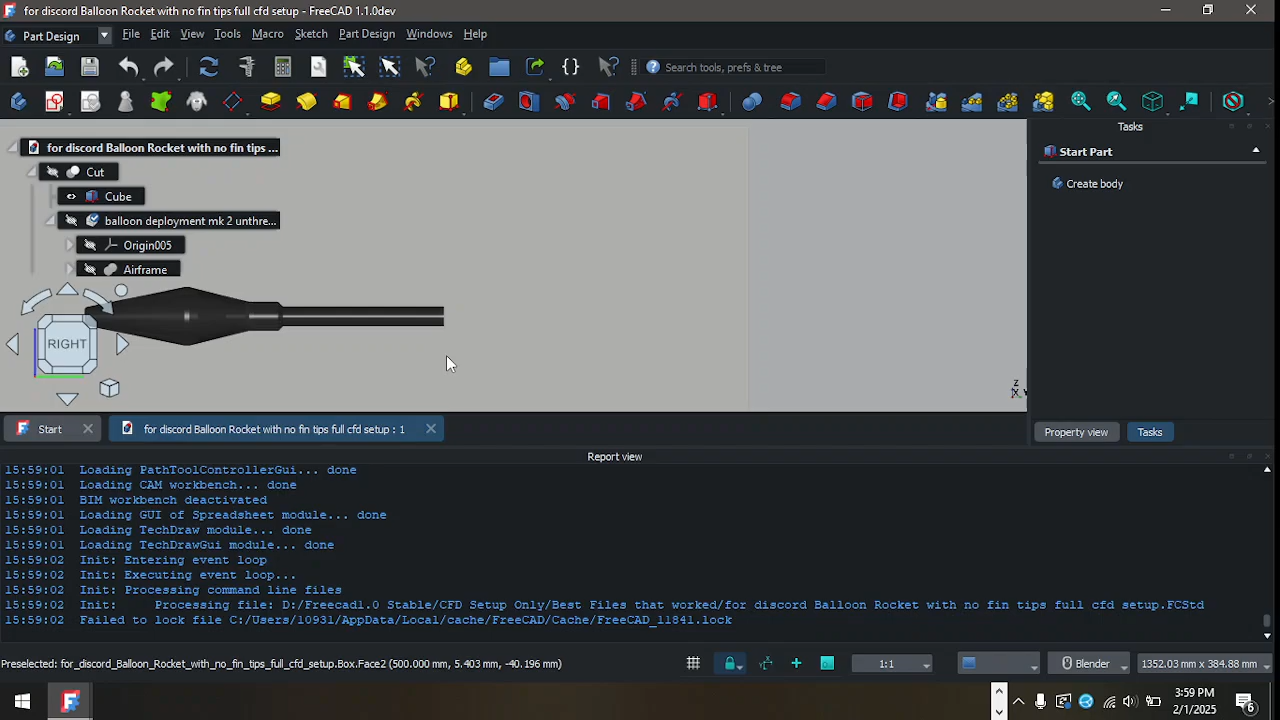 for discord Balloon Rocket with no fin tips full cfd setup - FreeCAD 1.1.0dev
Part Design File Edit View Tools Macro Sketch Part Design Windows Help
Search tools, prefs & tree
for discord Balloon Rocket with no fin tips ...
Cut
Cube
balloon deployment mk 2 unthre...
Origin005
Airframe
RIGHT
Z
X Y
Tasks
Start Part
Create body
Start
for discord Balloon Rocket with no fin tips full cfd setup : 1
Property view Tasks
Report view
15:59:01 Loading PathToolControllerGui... done
15:59:01 Loading CAM workbench... done
15:59:01 BIM workbench deactivated
15:59:01 Loading GUI of Spreadsheet module... done
15:59:01 Loading TechDraw module... done
15:59:01 Loading TechDrawGui module... done
15:59:02 Init: Entering event loop
15:59:02 Init: Executing event loop...
15:59:02 Init: Processing command line files
15:59:02 Init: Processing file: D:/Freecad1.0 Stable/CFD Setup Only/Best Files that worked/for discord Balloon Rocket with no fin tips full cfd setup.FCStd
15:59:02 Failed to lock file C:/Users/10931/AppData/Local/cache/FreeCAD/Cache/FreeCAD_11841.lock
Preselected: for_discord_Balloon_Rocket_with_no_fin_tips_full_cfd_setup.Box.Face2 (500.000 mm, 5.403 mm, -40.196 mm)
1:1
Blender
1352.03 mm x 384.88 mm
3:59 PM
2/1/2025
6